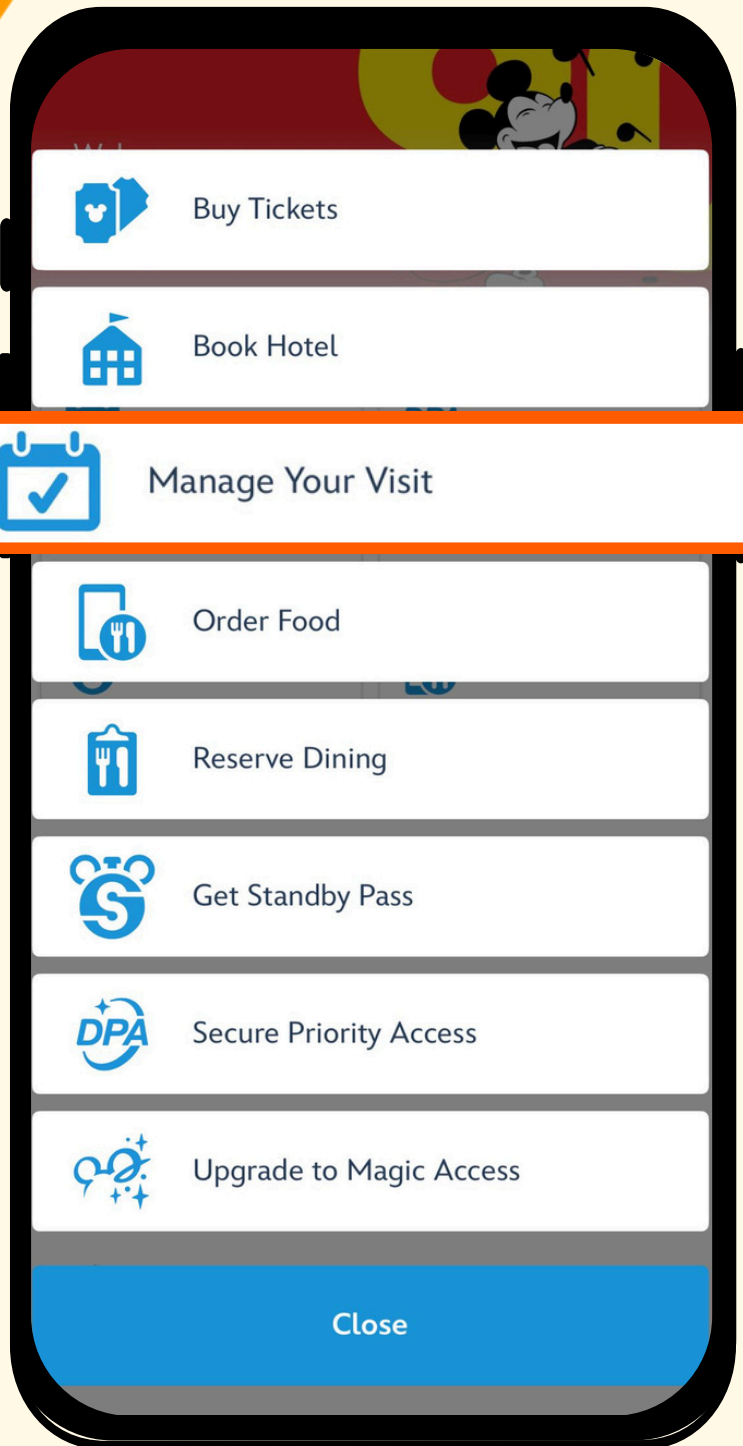 Buy Tickets
Book Hotel
Manage Your Visit
Order Food
Reserve Dining
S
Get Standby Pass
DPA
Secure Priority Access
Upgrade to Magic Access
Close